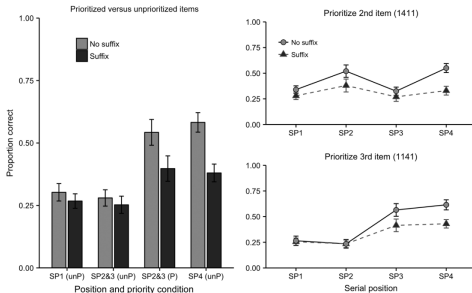 Prioritized versus unprioritized items
1.00
0.75
0.50
0.25
0.00
Proportion correct
No suffix
Suffix
SP1 (unP) SP2&3 (unP) SP2&3 (P) SP4 (unP)
Position and priority condition
Prioritize 2nd item (1411)
1.00
0.75
0.50
0.25
0.00
No suffix
Suffix
SP1 SP2 SP3 SP4
Prioritize 3rd item (1141)
1.00
0.75
0.50
0.25
0.00
SP1 SP2 SP3 SP4
Serial position